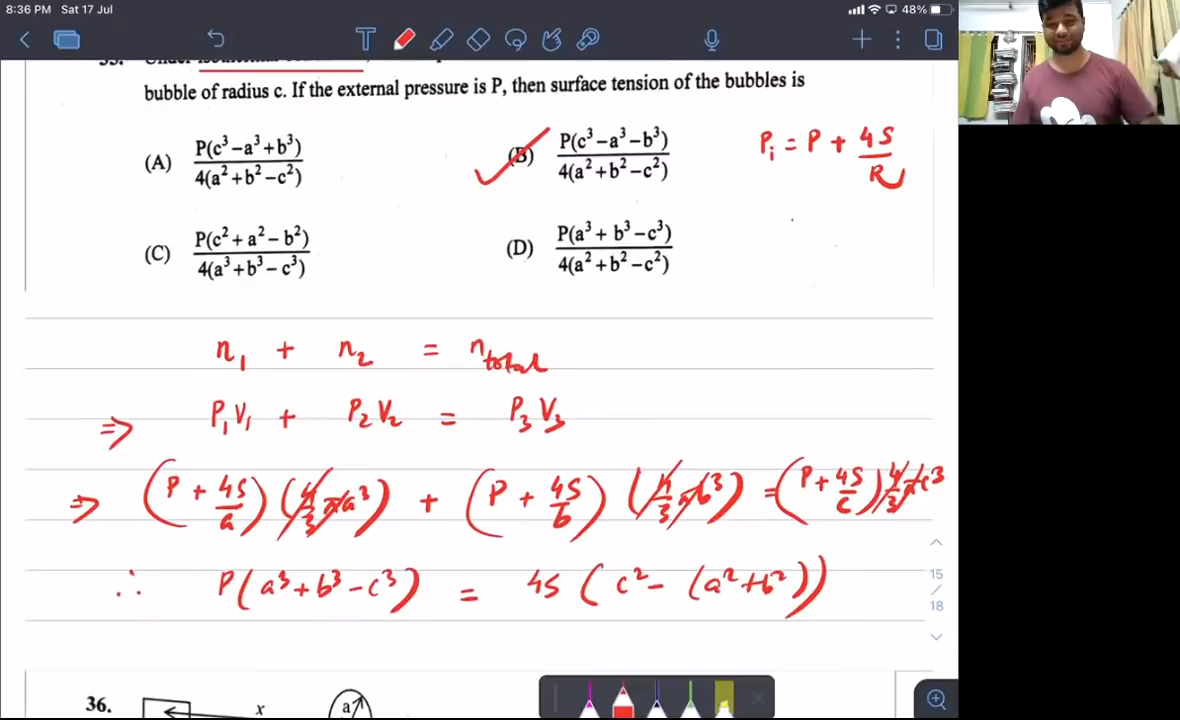 8:36 PM Sat 17 Jul 48%
bubble of radius c. If the external pressure is P, then surface tension of the bubbles is
(A) P(c³−a³+b³) / 4(a²+b²−c²)
(B) P(c³−a³−b³) / 4(a²+b²−c²)
Pi = P + 4S / R
(C) P(c²+a²−b²) / 4(a³+b³−c³)
(D) P(a³+b³−c³) / 4(a²+b²−c²)
n₁ + n₂ = n total
⇒ P₁V₁ + P₂V₂ = P₃V₃
⇒ (P + 4S/a) (4/3 πa³) + (P + 4S/b) (4/3 πb³) = (P + 4S/c) 4/3 πc³
∴ P(a³+b³−c³) = 4S (c² − (a²+b²))
15 / 18
36. x a